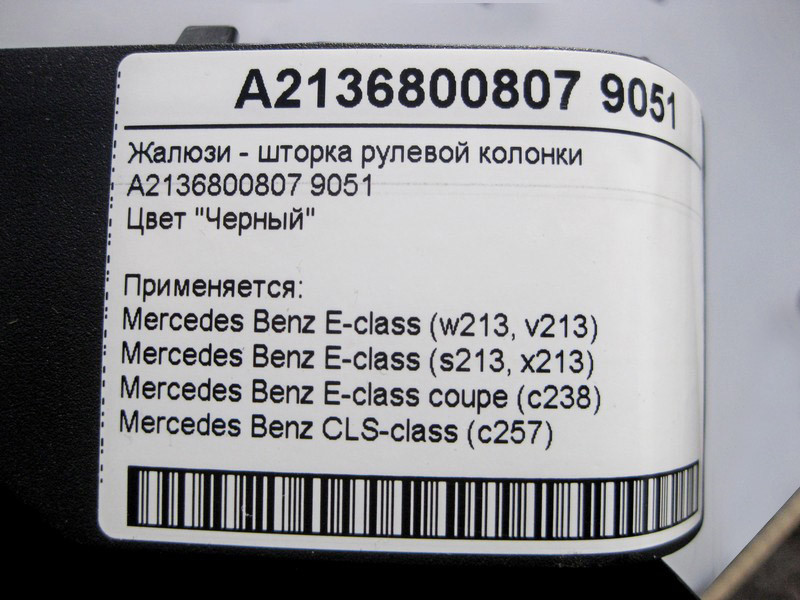 A2136800807 9051
Жалюзи - шторка рулевой колонки
A2136800807 9051
Цвет "Черный"
Применяется:
Mercedes Benz E-class (w213, v213)
Mercedes Benz E-class (s213, x213)
Mercedes Benz E-class coupe (c238)
Mercedes Benz CLS-class (c257)